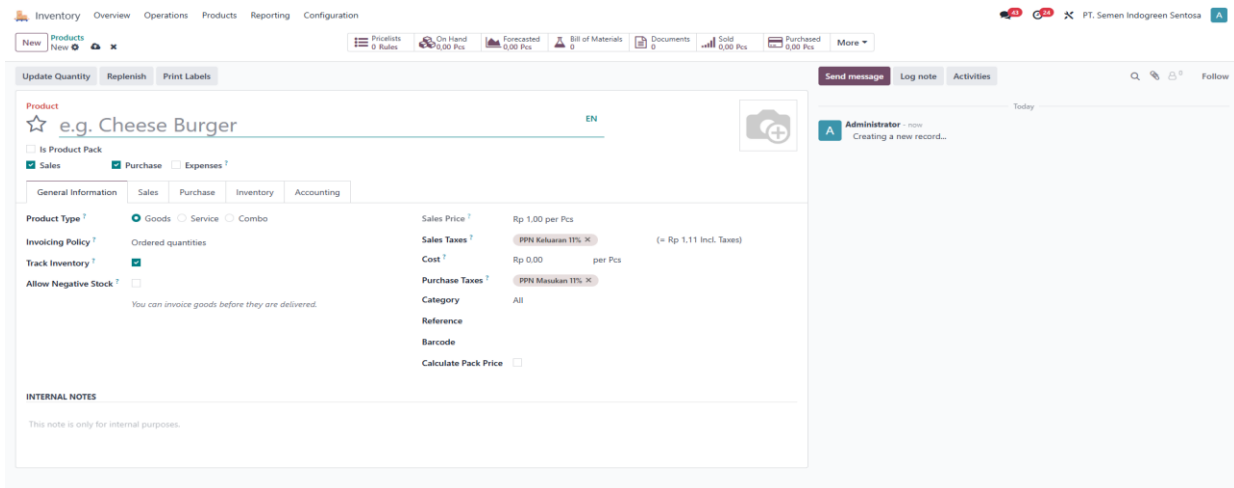 Inventory Overview Operations Products Reporting Configuration 43 24 PT. Semen Indogreen Sentosa A
New Products
New
Pricelists
0 Rules
On Hand
0,00 Pcs
Forecasted
0,00 Pcs
Bill of Materials
0
Documents
0
Sold
0,00 Pcs
Purchased
0,00 Pcs
More
Update Quantity Replenish Print Labels
Send message Log note Activities 0 Follow
Product
e.g. Cheese Burger EN
Is Product Pack
Sales Purchase Expenses ?
General Information Sales Purchase Inventory Accounting
Product Type ? Goods Service Combo
Invoicing Policy ? Ordered quantities
Track Inventory ?
Allow Negative Stock ?
You can invoice goods before they are delivered.
Sales Price ? Rp 1,00 per Pcs
Sales Taxes ? PPN Keluaran 11% × (= Rp 1,11 Incl. Taxes)
Cost ? Rp 0,00 per Pcs
Purchase Taxes ? PPN Masukan 11% ×
Category All
Reference
Barcode
Calculate Pack Price
INTERNAL NOTES
This note is only for internal purposes.
Today
A Administrator - now
Creating a new record...